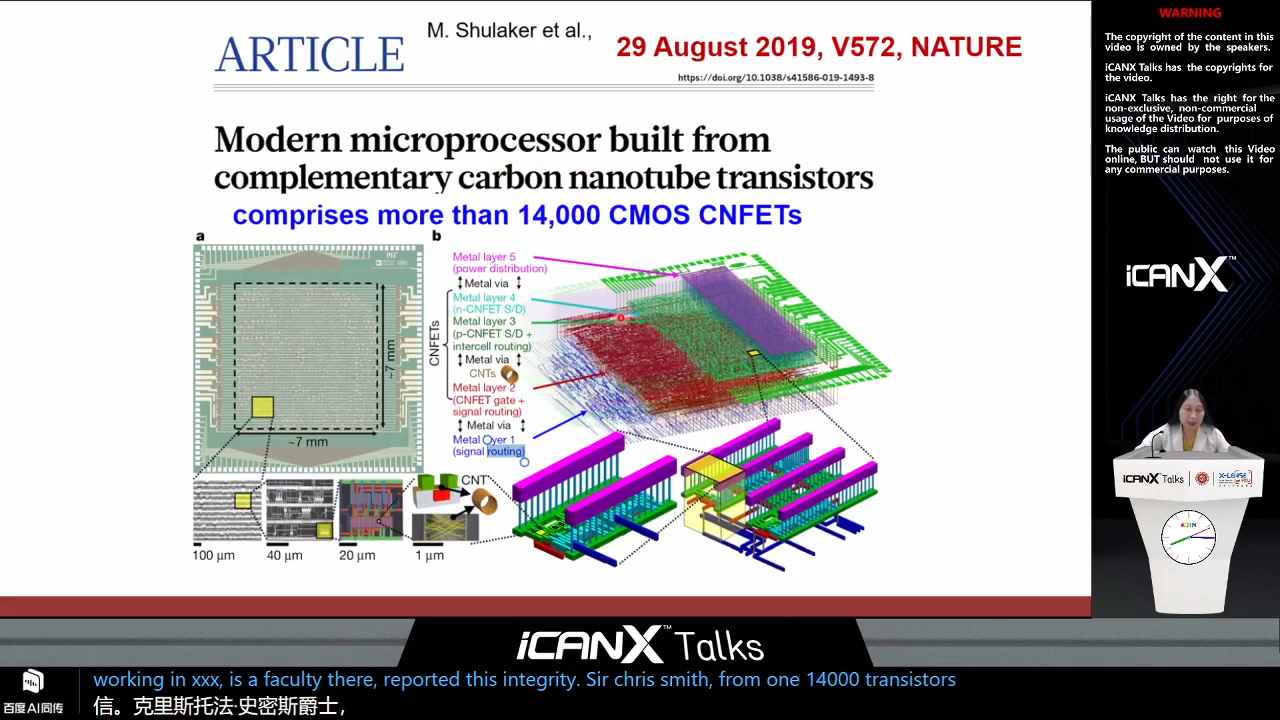 ARTICLE
M. Shulaker et al.,
29 August 2019, V572, NATURE
https://doi.org/10.1038/s41586-019-1493-8
Modern microprocessor built from
complementary carbon nanotube transistors
comprises more than 14,000 CMOS CNFETs
a
b
~7 mm
~7 mm
100 μm
40 μm
20 μm
1 μm
CNT
CNFETs
Metal layer 5
(power distribution)
Metal via
Metal layer 4
(n-CNFET S/D)
Metal layer 3
(p-CNFET S/D +
intercell routing)
Metal via
CNTs
Metal layer 2
(CNFET gate +
signal routing)
Metal via
Metal layer 1
(signal routing)
WARNING
The copyright of the content in this
video is owned by the speakers.
iCANX Talks has the copyrights for
the video.
iCANX Talks has the right for the
non-exclusive, non-commercial
usage of the Video for purposes of
knowledge distribution.
The public can watch this Video
online, BUT should not use it for
any commercial purposes.
iCANX™
iCANX Talks
iCANX™ Talks
working in xxx, is a faculty there, reported this integrity. Sir chris smith, from one 14000 transistors
信。克里斯托法·史密斯爵士，
百度AI同传